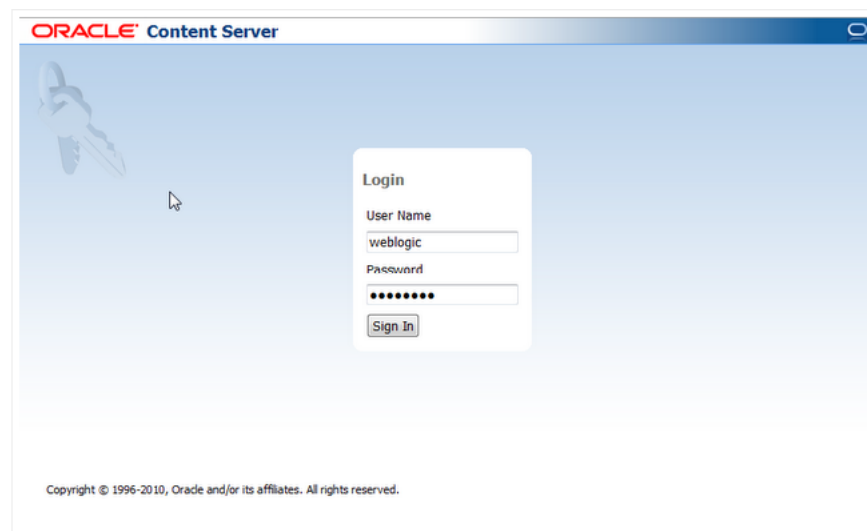 ORACLE Content Server
Login
User Name
weblogic
Password
Sign In
Copyright © 1996-2010, Oracle and/or its affiliates. All rights reserved.